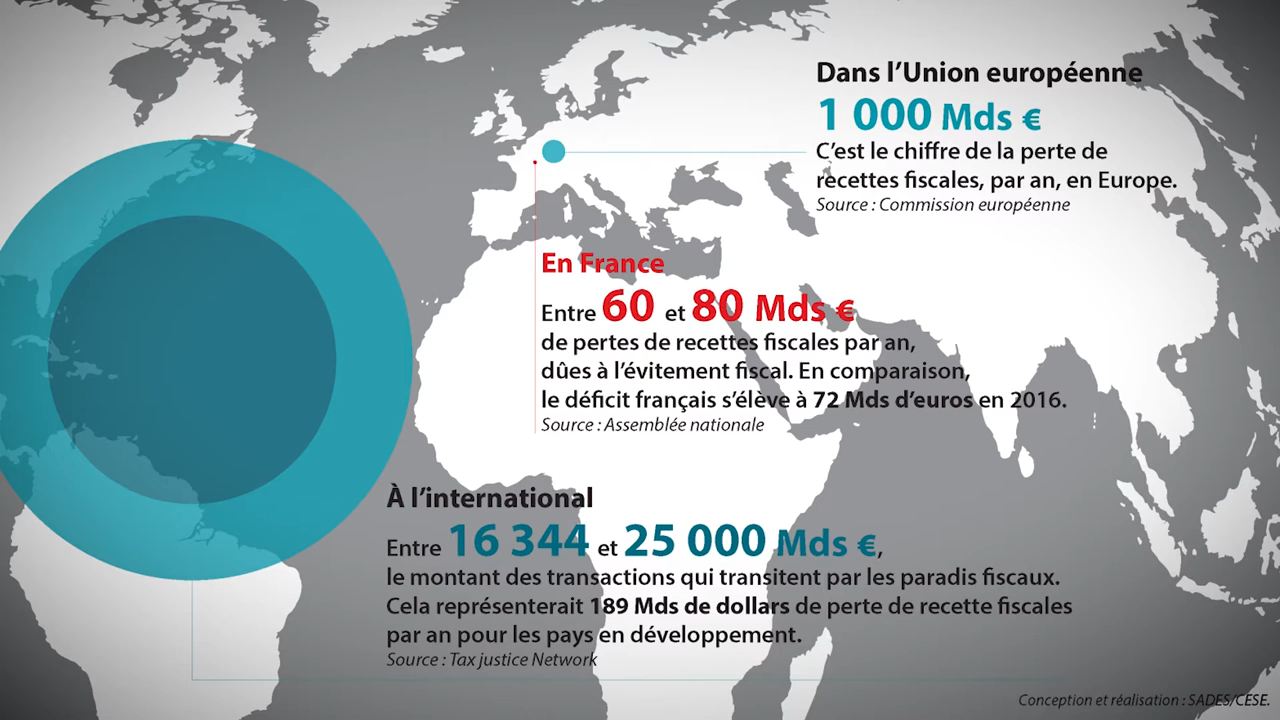 Dans l’Union européenne
1 000 Mds €
C’est le chiffre de la perte de
recettes fiscales, par an, en Europe.
Source : Commission européenne
En France
Entre 60 et 80 Mds €
de pertes de recettes fiscales par an,
dûes à l’évitement fiscal. En comparaison,
le déficit français s’élève à 72 Mds d’euros en 2016.
Source : Assemblée nationale
À l’international
Entre 16 344 et 25 000 Mds €,
le montant des transactions qui transitent par les paradis fiscaux.
Cela représenterait 189 Mds de dollars de perte de recette fiscales
par an pour les pays en développement.
Source : Tax justice Network
Conception et réalisation : SADES/CESE.